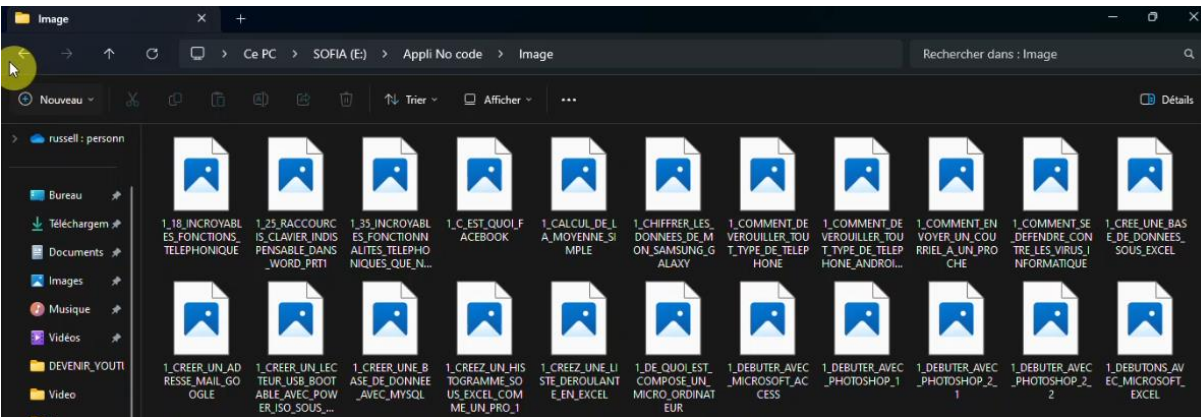 Image
Ce PC > SOFIA (E:) > Appli No code > Image
Rechercher dans : Image
Nouveau
Trier
Afficher
Détails
russell : personn
Bureau
Téléchargem
Documents
Images
Musique
Vidéos
DEVENIR_YOUTU
Video
1_18_INCROYABL
ES_FONCTIONS_
TELEPHONIQUE
1_25_RACCOURC
IS_CLAVIER_INDIS
PENSABLE_DANS
_WORD_PRT1
1_35_INCROYABL
ES_FONCTIONN
ALITES_TELEPHO
NIQUES_QUE_N...
1_C_EST_QUOI_F
ACEBOOK
1_CALCUL_DE_L
A_MOYENNE_SI
MPLE
1_CHIFFRER_LES_
DONNEES_DE_M
ON_SAMSUNG_G
ALAXY
1_COMMENT_DE
VEROUILLER_TOU
T_TYPE_DE_TELEP
HONE
1_COMMENT_DE
VEROUILLER_TOU
T_TYPE_DE_TELEP
HONE_ANDROI...
1_COMMENT_EN
VOYER_UN_COU
RRIEL_A_UN_PRO
CHE
1_COMMENT_SE
_DEFENDRE_CON
TRE_LES_VIRUS_I
NFORMATIQUE
1_CREE_UNE_BAS
E_DE_DONNEES_
SOUS_EXCEL
1_CREER_UN_AD
RESSE_MAIL_GO
OGLE
1_CREER_UN_LEC
TEUR_USB_BOOT
ABLE_AVEC_POW
ER_ISO_SOUS_...
1_CREER_UNE_B
ASE_DE_DONNEE
_AVEC_MYSQL
1_CREEZ_UN_HIS
TOGRAMME_SO
US_EXCEL_COM
ME_UN_PRO_1
1_CREEZ_UNE_LI
STE_DEROULANT
E_EN_EXCEL
1_DE_QUOI_EST_
COMPOSE_UN_
MICRO_ORDINAT
EUR
1_DEBUTER_AVEC
_MICROSOFT_AC
CESS
1_DEBUTER_AVEC
_PHOTOSHOP_1
1_DEBUTER_AVEC
_PHOTOSHOP_2_
1
1_DEBUTER_AVEC
_PHOTOSHOP_2_
2
1_DEBUTONS_AV
EC_MICROSOFT_
EXCEL